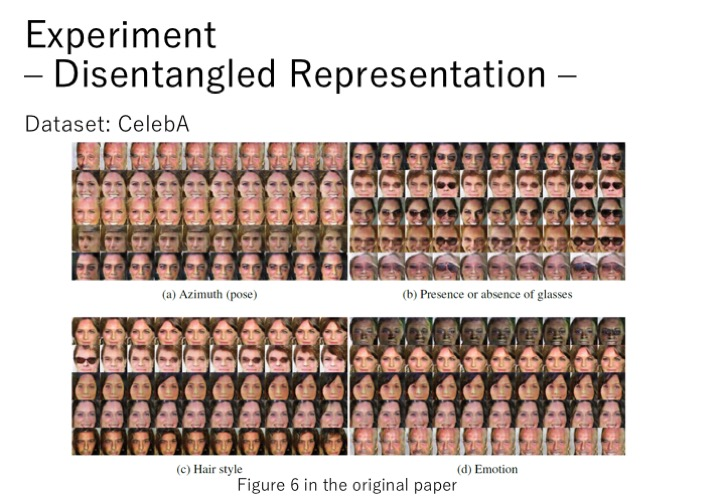 Experiment
– Disentangled Representation –
Dataset: CelebA
(a) Azimuth (pose)
(b) Presence or absence of glasses
(c) Hair style
(d) Emotion
Figure 6 in the original paper